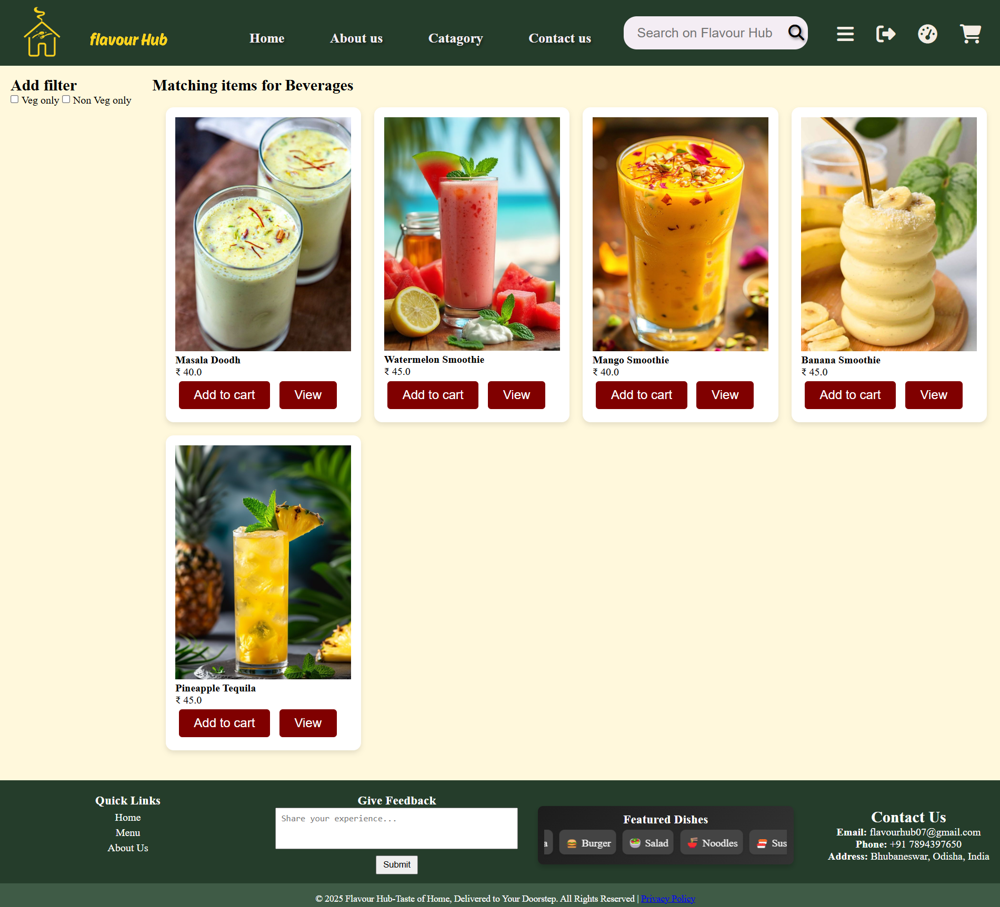 flavour Hub
Home
About us
Catagory
Contact us
Search on Flavour Hub
Add filter
Veg only
Non Veg only
Matching items for Beverages
Masala Doodh
₹ 40.0
Add to cart
View
Watermelon Smoothie
₹ 45.0
Add to cart
View
Mango Smoothie
₹ 40.0
Add to cart
View
Banana Smoothie
₹ 45.0
Add to cart
View
Pineapple Tequila
₹ 45.0
Add to cart
View
Quick Links
Home
Menu
About Us
Give Feedback
Share your experience...
Submit
Featured Dishes
a
Burger
Salad
Noodles
Sus
Contact Us
Email: flavourhub07@gmail.com
Phone: +91 7894397650
Address: Bhubaneswar, Odisha, India
© 2025 Flavour Hub-Taste of Home, Delivered to Your Doorstep. All Rights Reserved | Privacy Policy